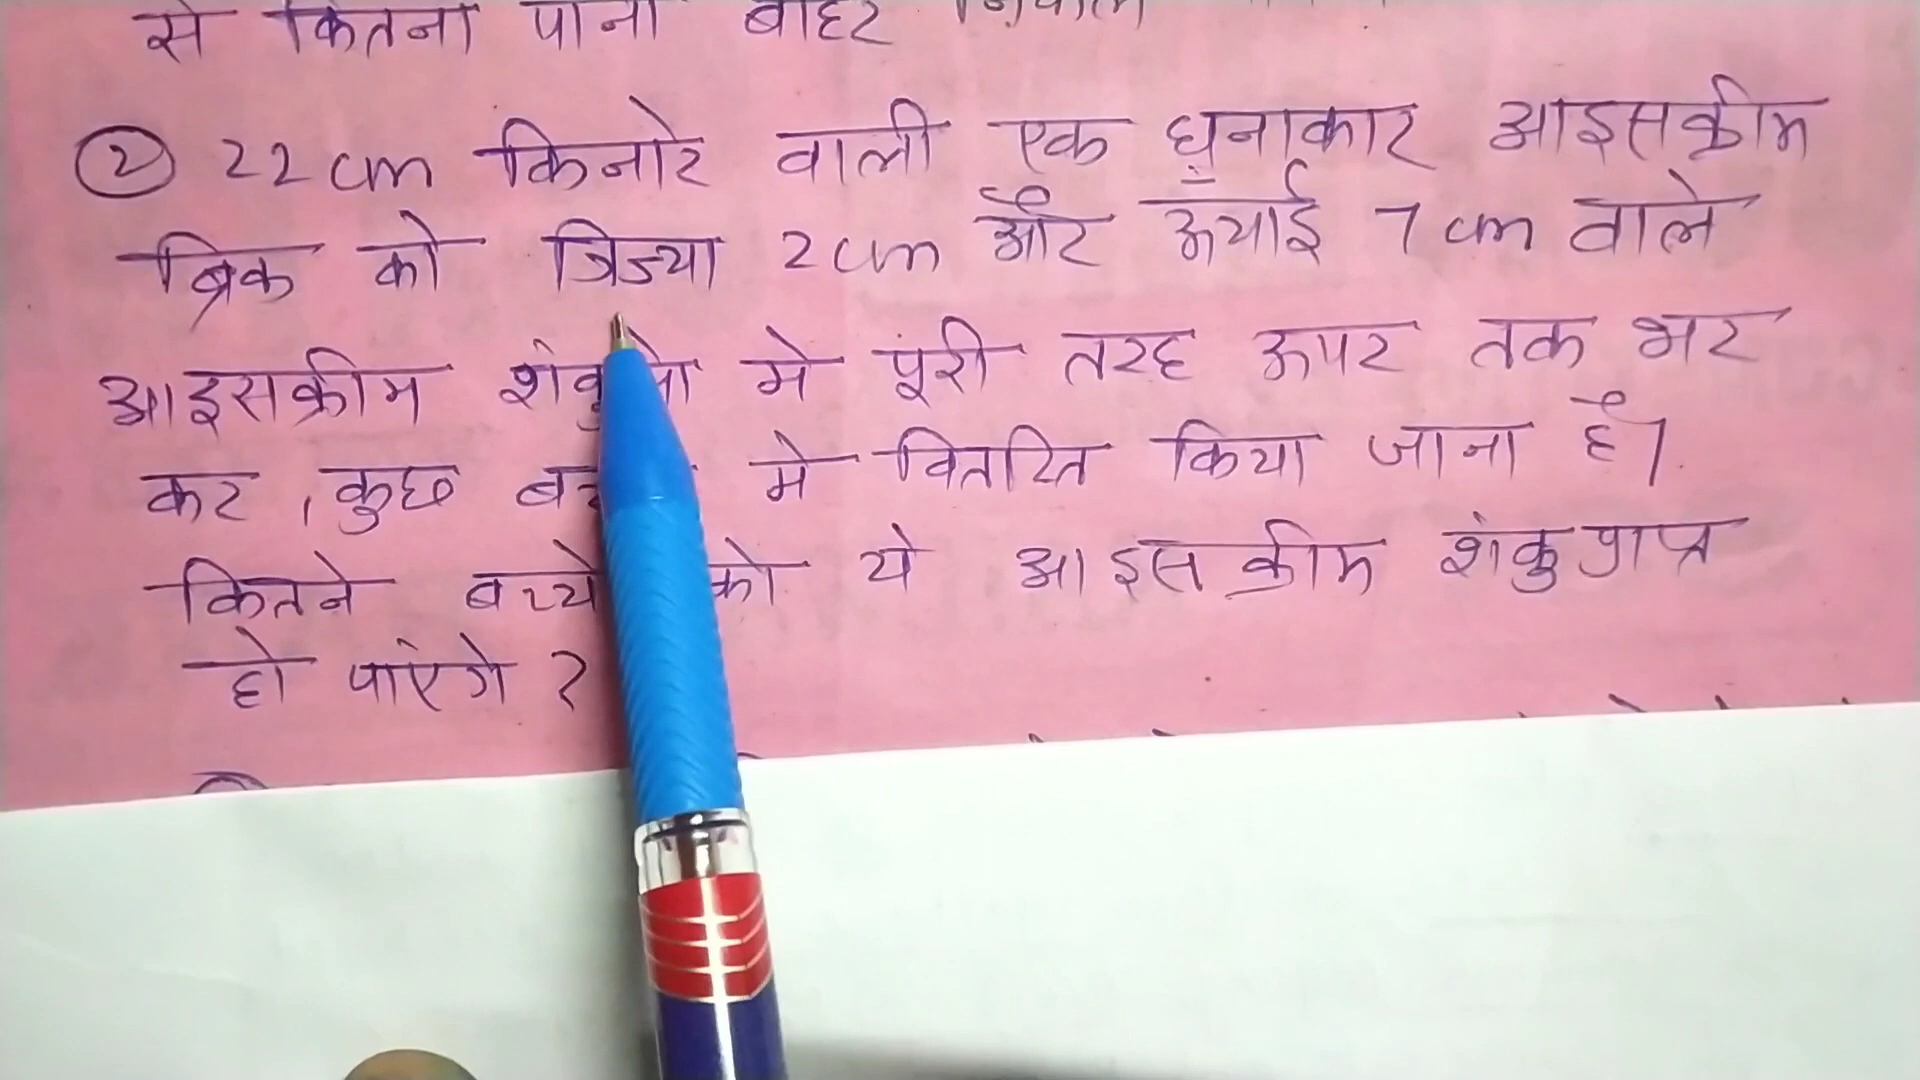 से कितना पानी बाहर
② 22 cm किनारे वाली एक घनाकार आइसक्रीम
ब्रिक को त्रिज्या 2 cm और ऊंचाई 7 cm वाले
आइसक्रीम में पूरी तरह ऊपर तक भर
कर, कुछ में वितरित किया जाना है।
कितने बच्चे को ये आइसक्रीम शंकु प्राप्त
हो पाएंगे ?